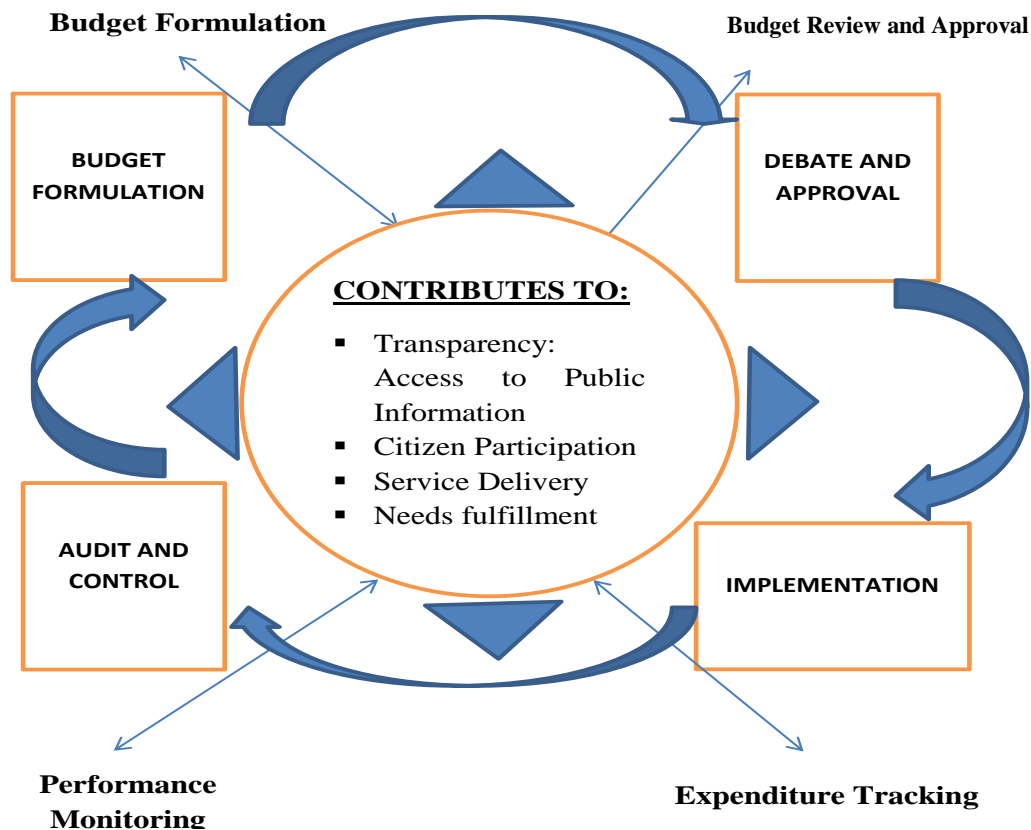 Budget Formulation
Budget Review and Approval
BUDGET
FORMULATION
DEBATE AND
APPROVAL
CONTRIBUTES TO:
▪ Transparency:
Access to Public
Information
▪ Citizen Participation
▪ Service Delivery
▪ Needs fulfillment
AUDIT AND
CONTROL
IMPLEMENTATION
Performance
Monitoring
Expenditure Tracking